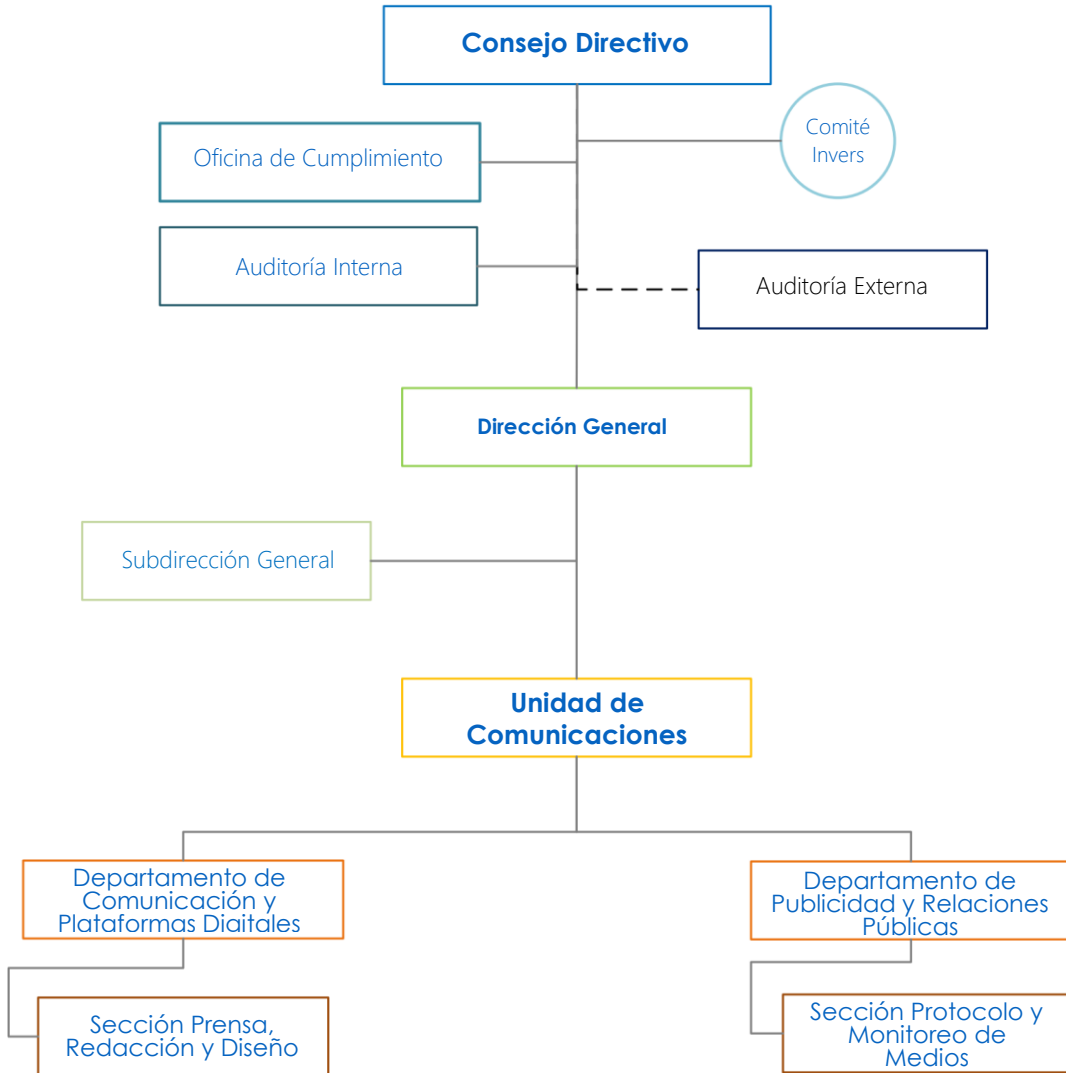 Consejo Directivo
Comité
Invers
Oficina de Cumplimiento
Auditoría Interna
Auditoría Externa
Dirección General
Subdirección General
Unidad de
Comunicaciones
Departamento de
Comunicación y
Plataformas Diaitales
Departamento de
Publicidad y Relaciones
Públicas
Sección Prensa,
Redacción y Diseño
Sección Protocolo y
Monitoreo de
Medios